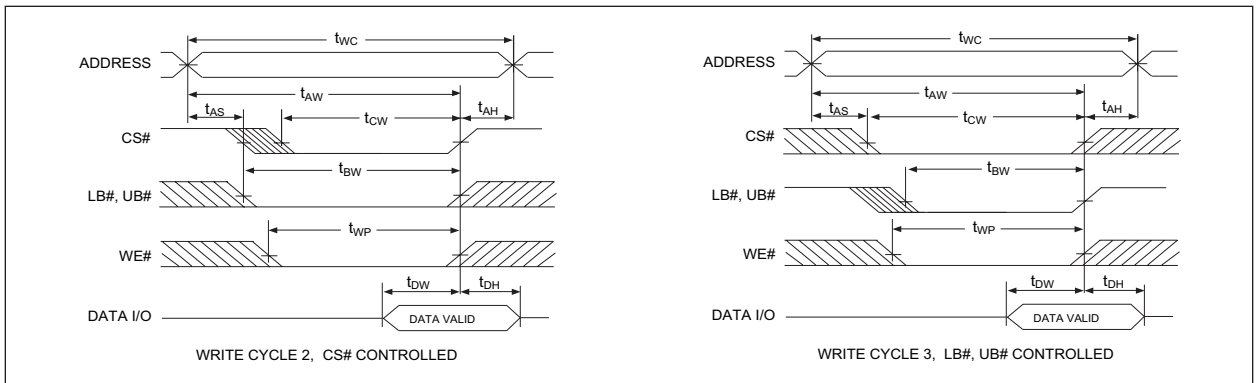 tWC
ADDRESS
tAW
tAS
tCW
tAH
CS#
tBW
LB#, UB#
tWP
WE#
tDW
tDH
DATA I/O
DATA VALID
WRITE CYCLE 2, CS# CONTROLLED
tWC
ADDRESS
tAW
tAS
tCW
tAH
CS#
tBW
LB#, UB#
tWP
WE#
tDW
tDH
DATA I/O
DATA VALID
WRITE CYCLE 3, LB#, UB# CONTROLLED